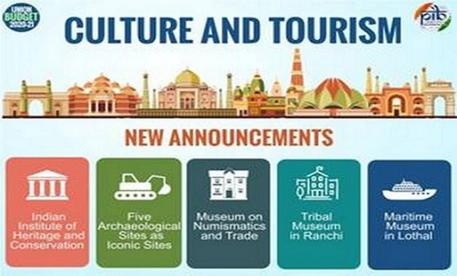 UNION
BUDGET
2020-21
pib
CULTURE AND TOURISM
NEW ANNOUNCEMENTS
Indian
Institute of
Heritage and
Conservation
Five
Archaeological
Sites as
Iconic Sites
Museum on
Numismatics
and Trade
Tribal
Museum
in Ranchi
Maritime
Museum
in Lothal